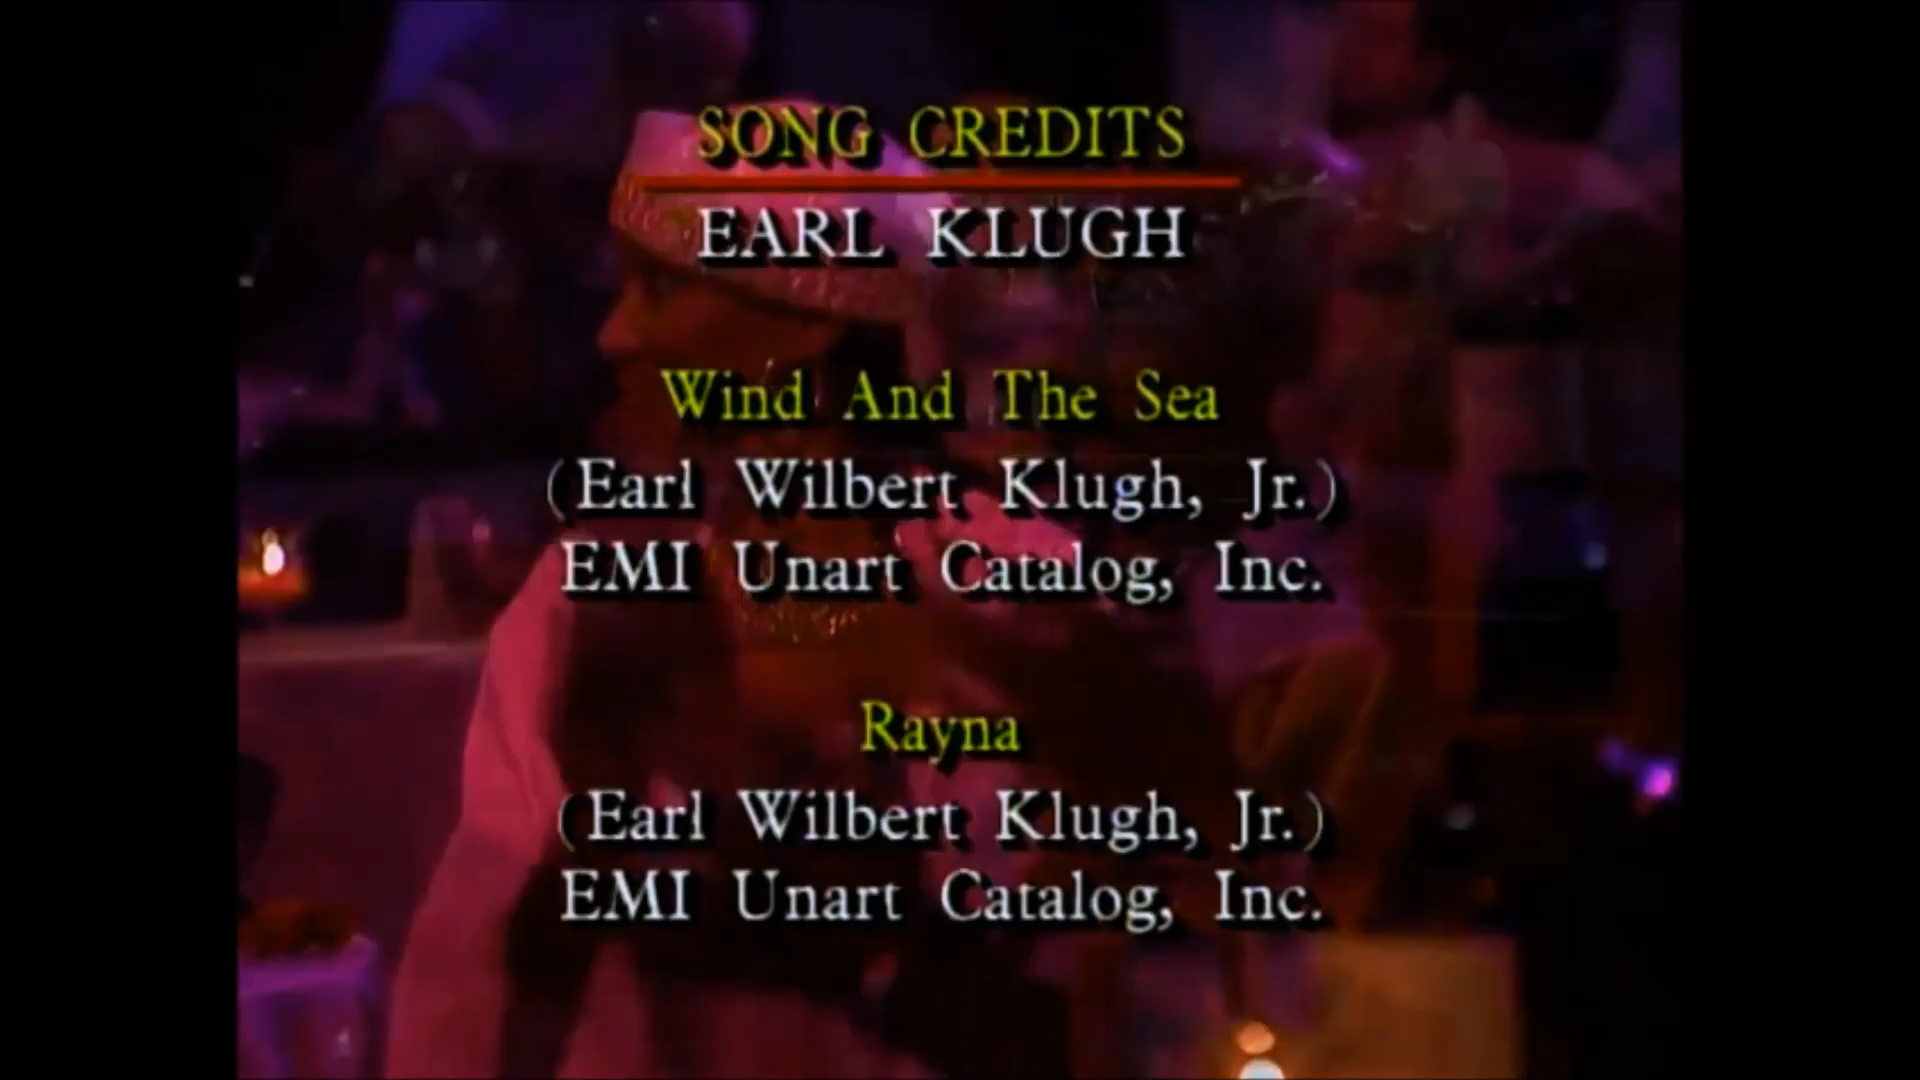 SONG CREDITS
EARL KLUGH
Wind And The Sea
(Earl Wilbert Klugh, Jr.)
EMI Unart Catalog, Inc.
Rayna
(Earl Wilbert Klugh, Jr.)
EMI Unart Catalog, Inc.